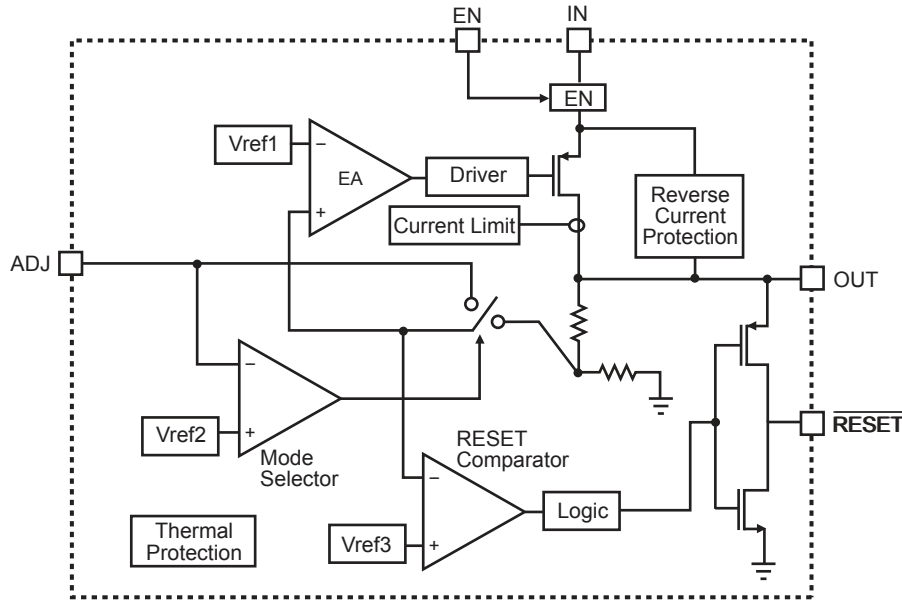 EN
IN
EN
Vref1
−
EA
+
Driver
Current Limit
Reverse
Current
Protection
ADJ
OUT
−
Vref2
+
Mode
Selector
RESET
Comparator
−
Vref3
+
Logic
RESET
Thermal
Protection